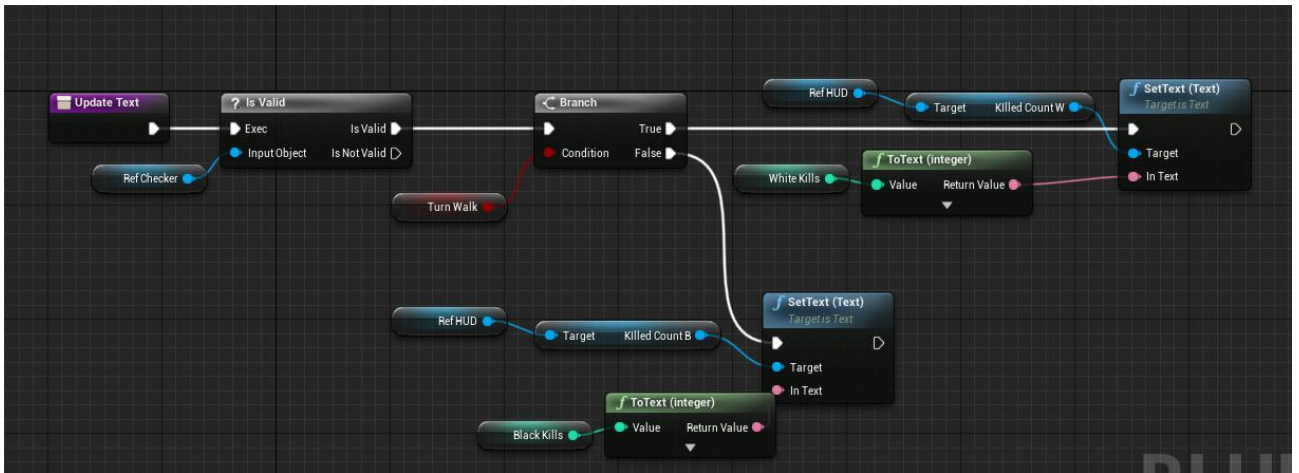 Update Text
? Is Valid
Exec
Is Valid
Input Object
Is Not Valid
Ref Checker
Branch
True
Condition
False
Turn Walk
Ref HUD
Target
KIlled Count W
f SetText (Text)
Target is Text
Target
In Text
f ToText (integer)
White Kills
Value
Return Value
Ref HUD
Target
KIlled Count B
f SetText (Text)
Target is Text
Target
In Text
f ToText (integer)
Black Kills
Value
Return Value